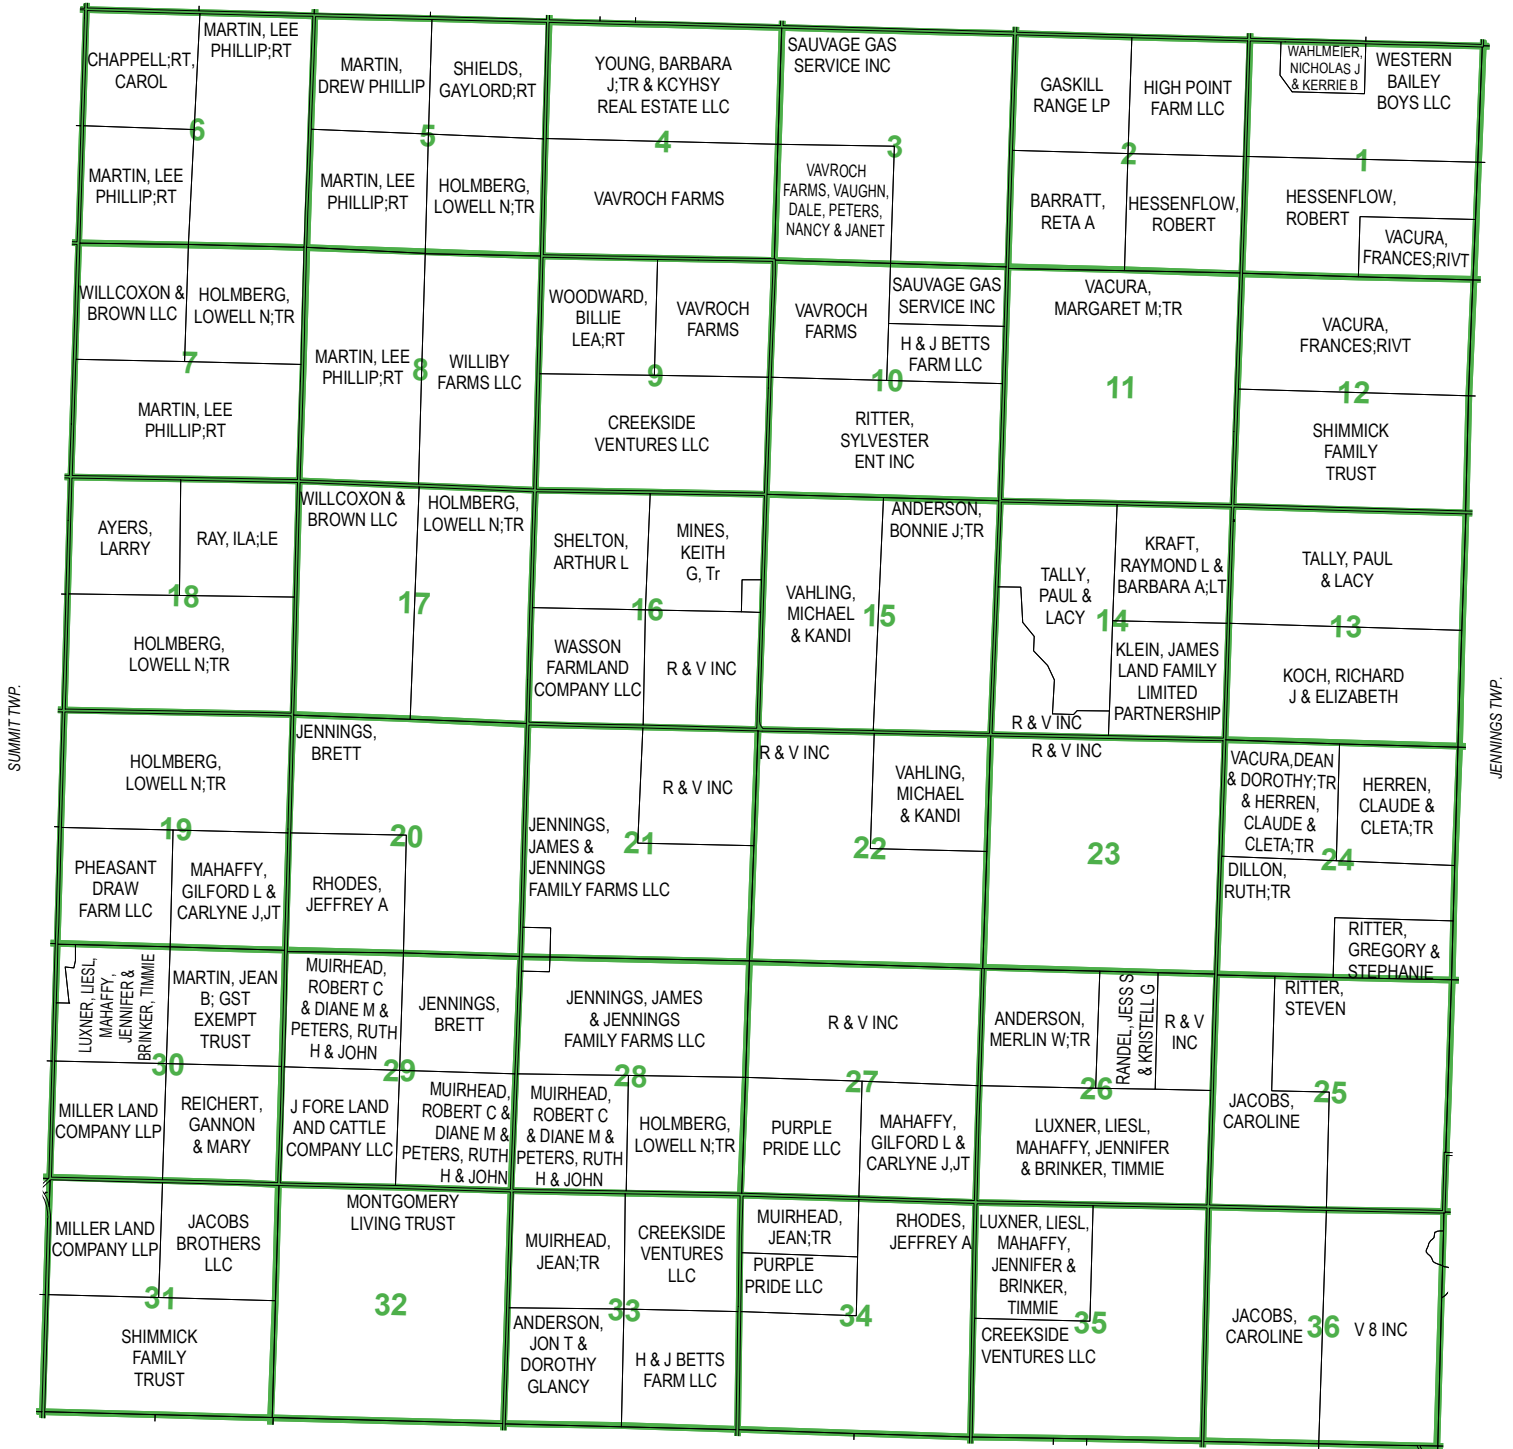 CHAPPELL;RT,
CAROL
MARTIN, LEE
PHILLIP;RT
6
MARTIN, LEE
PHILLIP;RT
MARTIN,
DREW PHILLIP
SHIELDS,
GAYLORD;RT
5
MARTIN, LEE
PHILLIP;RT
HOLMBERG,
LOWELL N;TR
YOUNG, BARBARA
J;TR & KCYHSY
REAL ESTATE LLC
4
VAVROCH FARMS
SAUVAGE GAS
SERVICE INC
3
VAVROCH
FARMS, VAUGHN,
DALE, PETERS,
NANCY & JANET
GASKILL
RANGE LP
HIGH POINT
FARM LLC
2
BARRATT,
RETA A
HESSENFLOW,
ROBERT
WAHLMEIER,
NICHOLAS J
& KERRIE B
WESTERN
BAILEY
BOYS LLC
1
HESSENFLOW,
ROBERT
VACURA,
FRANCES;RIVT
WILLCOXON &
BROWN LLC
HOLMBERG,
LOWELL N;TR
7
MARTIN, LEE
PHILLIP;RT
MARTIN, LEE
PHILLIP;RT
8
WILLIBY
FARMS LLC
WOODWARD,
BILLIE
LEA;RT
VAVROCH
FARMS
9
CREEKSIDE
VENTURES LLC
VAVROCH
FARMS
SAUVAGE GAS
SERVICE INC
H & J BETTS
FARM LLC
10
RITTER,
SYLVESTER
ENT INC
VACURA,
MARGARET M;TR
11
VACURA,
FRANCES;RIVT
12
SHIMMICK
FAMILY
TRUST
AYERS,
LARRY
RAY, ILA;LE
18
HOLMBERG,
LOWELL N;TR
WILLCOXON &
BROWN LLC
HOLMBERG,
LOWELL N;TR
17
SHELTON,
ARTHUR L
MINES,
KEITH
G, Tr
16
WASSON
FARMLAND
COMPANY LLC
R & V INC
ANDERSON,
BONNIE J;TR
VAHLING,
MICHAEL
& KANDI
15
TALLY,
PAUL &
LACY
KRAFT,
RAYMOND L &
BARBARA A;LT
14
KLEIN, JAMES
LAND FAMILY
LIMITED
PARTNERSHIP
R & V INC
TALLY, PAUL
& LACY
13
KOCH, RICHARD
J & ELIZABETH
SUMMIT TWP.
JENNINGS TWP.
HOLMBERG,
LOWELL N;TR
19
PHEASANT
DRAW
FARM LLC
MAHAFFY,
GILFORD L &
CARLYNE J,JT
JENNINGS,
BRETT
20
RHODES,
JEFFREY A
R & V INC
JENNINGS,
JAMES &
JENNINGS
FAMILY FARMS LLC
21
R & V INC
VAHLING,
MICHAEL
& KANDI
22
R & V INC
23
VACURA,DEAN
& DOROTHY;TR
& HERREN,
CLAUDE &
CLETA;TR
HERREN,
CLAUDE &
CLETA;TR
24
DILLON,
RUTH;TR
RITTER,
GREGORY &
STEPHANIE
LUXNER, LIESL,
MAHAFFY,
JENNIFER &
BRINKER, TIMMIE
MARTIN, JEAN
B; GST
EXEMPT
TRUST
30
MILLER LAND
COMPANY LLP
REICHERT,
GANNON
& MARY
MUIRHEAD,
ROBERT C
& DIANE M &
PETERS, RUTH
H & JOHN
JENNINGS,
BRETT
29
J FORE LAND
AND CATTLE
COMPANY LLC
MUIRHEAD,
ROBERT C &
DIANE M &
PETERS, RUTH
H & JOHN
JENNINGS, JAMES
& JENNINGS
FAMILY FARMS LLC
28
MUIRHEAD,
ROBERT C
& DIANE M &
PETERS, RUTH
H & JOHN
HOLMBERG,
LOWELL N;TR
R & V INC
27
PURPLE
PRIDE LLC
MAHAFFY,
GILFORD L &
CARLYNE J,JT
ANDERSON,
MERLIN W;TR
RANDEL, JESS S
& KRISTELL G
R & V
INC
26
LUXNER, LIESL,
MAHAFFY, JENNIFER
& BRINKER, TIMMIE
RITTER,
STEVEN
25
JACOBS,
CAROLINE
MILLER LAND
COMPANY LLP
JACOBS
BROTHERS
LLC
31
SHIMMICK
FAMILY
TRUST
MONTGOMERY
LIVING TRUST
32
MUIRHEAD,
JEAN;TR
CREEKSIDE
VENTURES
LLC
33
ANDERSON,
JON T &
DOROTHY
GLANCY
H & J BETTS
FARM LLC
MUIRHEAD,
JEAN;TR
PURPLE
PRIDE LLC
RHODES,
JEFFREY A
34
LUXNER, LIESL,
MAHAFFY,
JENNIFER &
BRINKER,
TIMMIE
35
CREEKSIDE
VENTURES LLC
JACOBS,
CAROLINE
36
V 8 INC